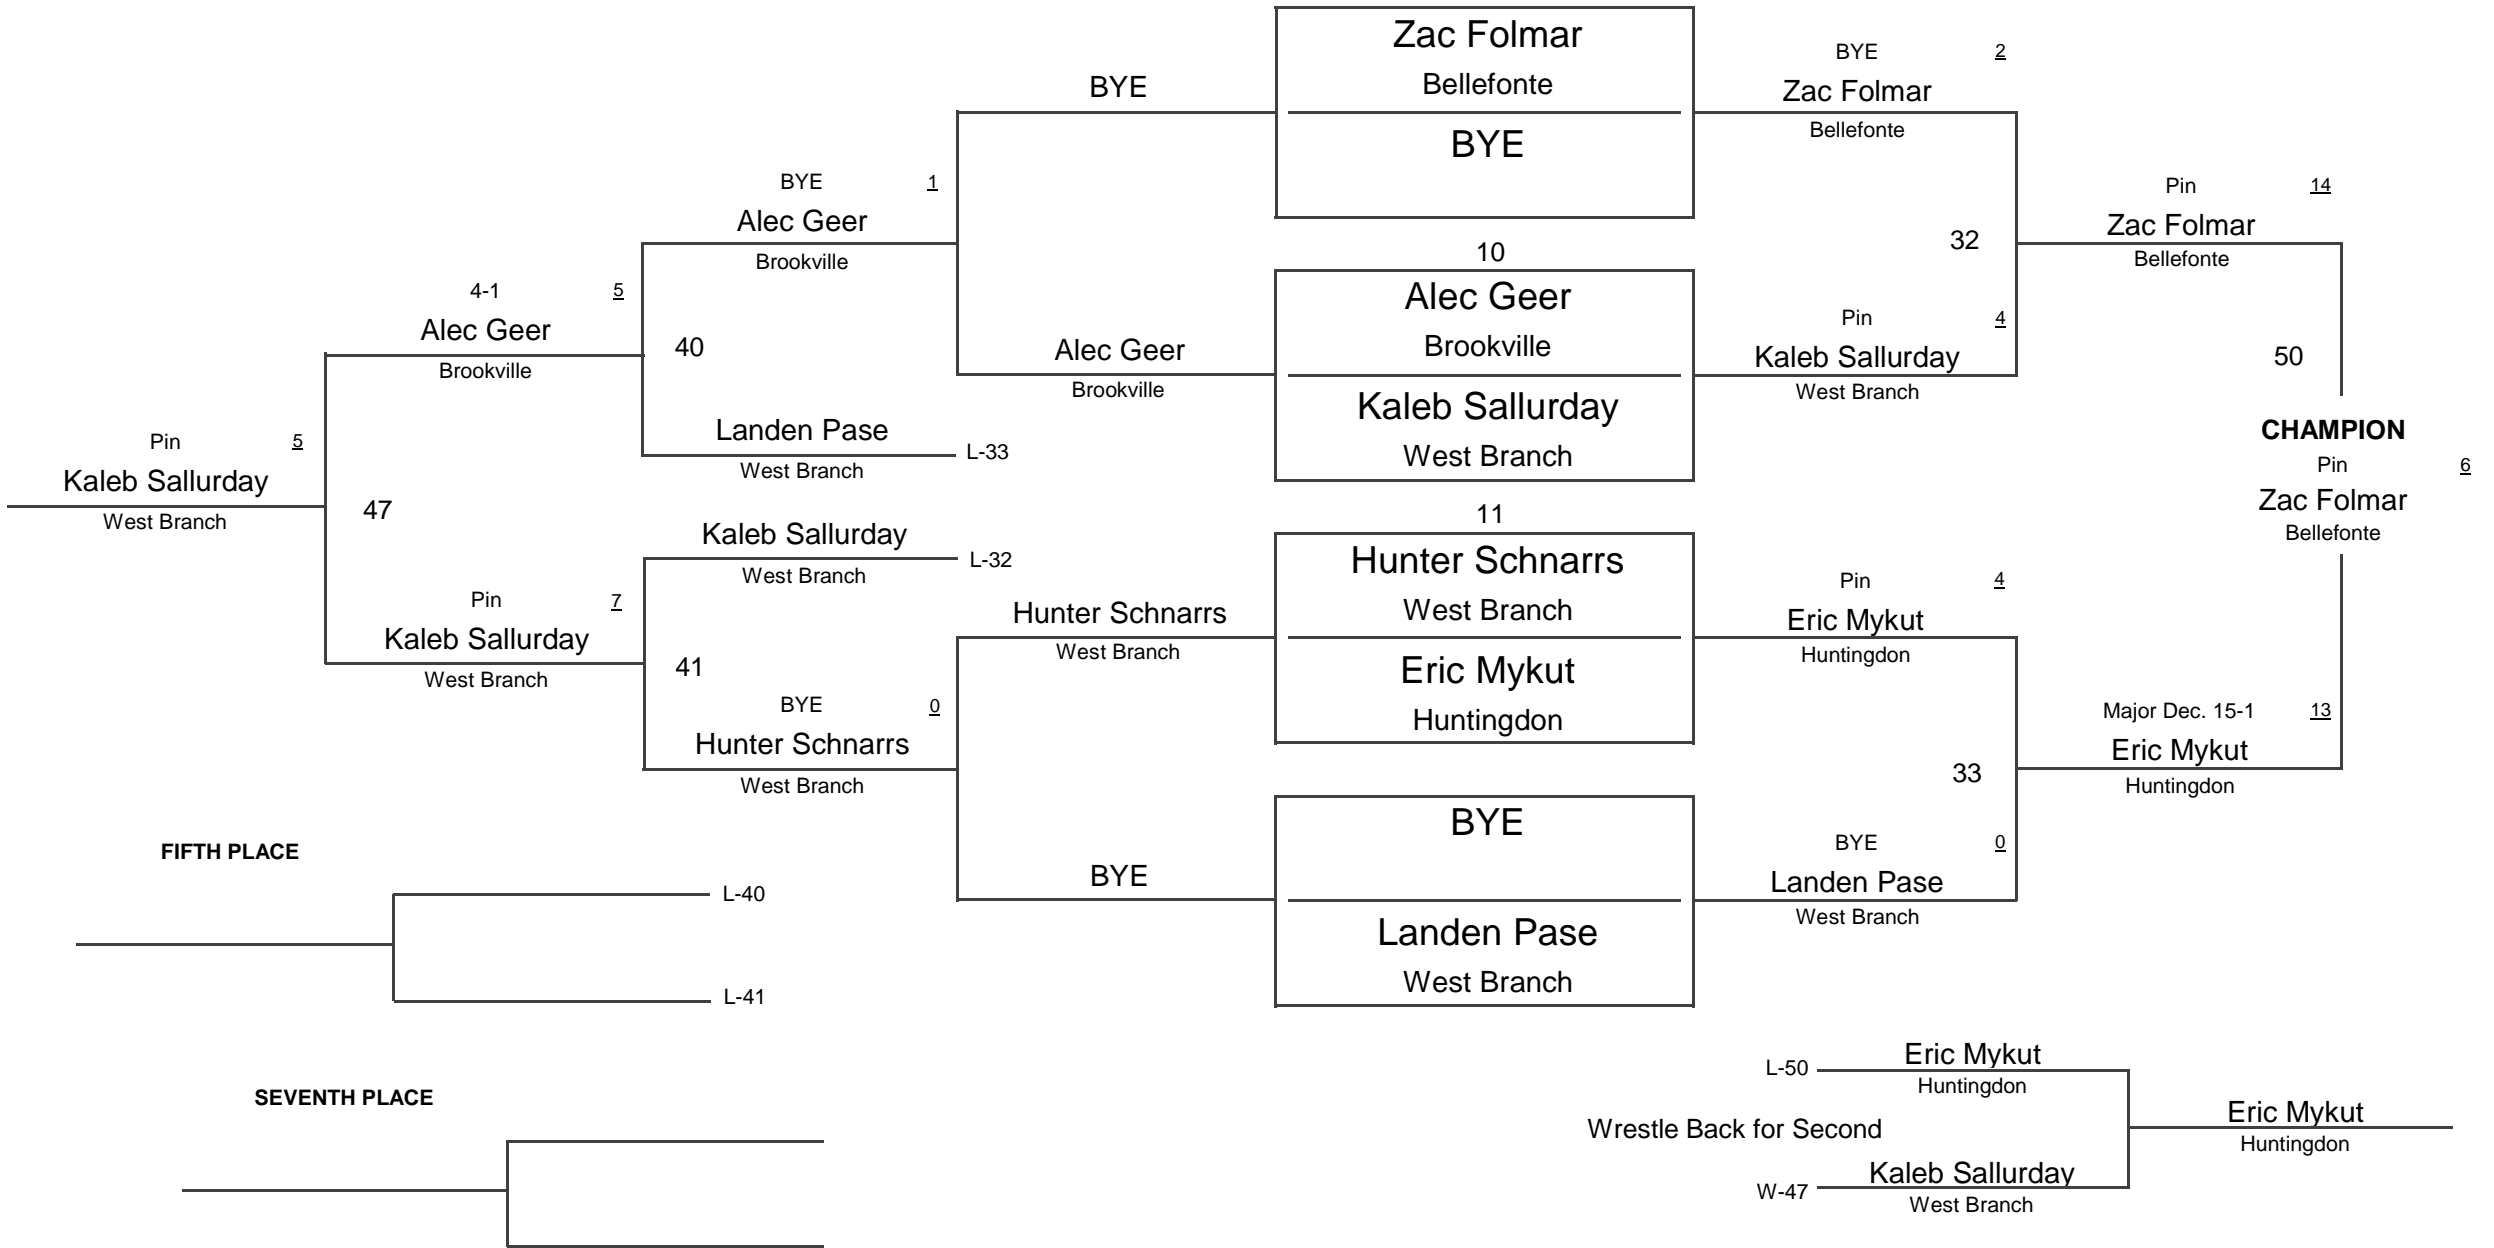 Zac Folmar
Bellefonte
BYE
BYE
10
Alec Geer
Brookville
Kaleb Sallurday
West Branch
11
Hunter Schnarrs
West Branch
Eric Mykut
Huntingdon
BYE
Landen Pase
West Branch
BYE 2
Zac Folmar
Bellefonte
32
Pin 4
Kaleb Sallurday
West Branch
Pin 4
Eric Mykut
Huntingdon
33
BYE 0
Landen Pase
West Branch
Pin 14
Zac Folmar
Bellefonte
50
Major Dec. 15-1 13
Eric Mykut
Huntingdon
CHAMPION
Pin 6
Zac Folmar
Bellefonte
Alec Geer
Brookville
Hunter Schnarrs
West Branch
BYE
BYE 1
Alec Geer
Brookville
40
Landen Pase
L-33
West Branch
Kaleb Sallurday
L-32
West Branch
41
BYE 0
Hunter Schnarrs
West Branch
4-1 5
Alec Geer
Brookville
47
Pin 7
Kaleb Sallurday
West Branch
Pin 5
Kaleb Sallurday
West Branch
FIFTH PLACE
L-40
L-41
SEVENTH PLACE
L-50
Eric Mykut
Huntingdon
Wrestle Back for Second
W-47
Kaleb Sallurday
West Branch
Eric Mykut
Huntingdon